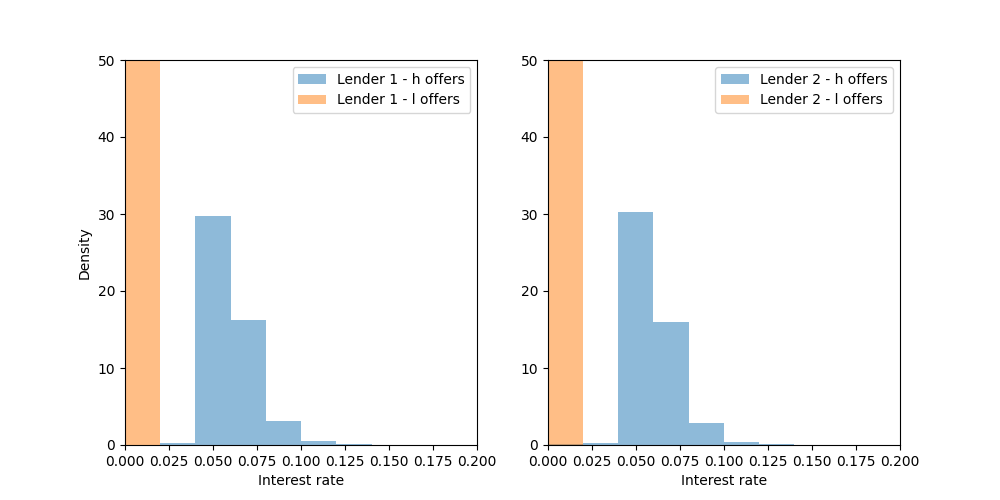 Density
50
40
30
20
10
0
Lender 1 - h offers
Lender 1 - l offers
0.000 0.025 0.050 0.075 0.100 0.125 0.150 0.175 0.200
Interest rate
50
40
30
20
10
0
Lender 2 - h offers
Lender 2 - l offers
0.000 0.025 0.050 0.075 0.100 0.125 0.150 0.175 0.200
Interest rate